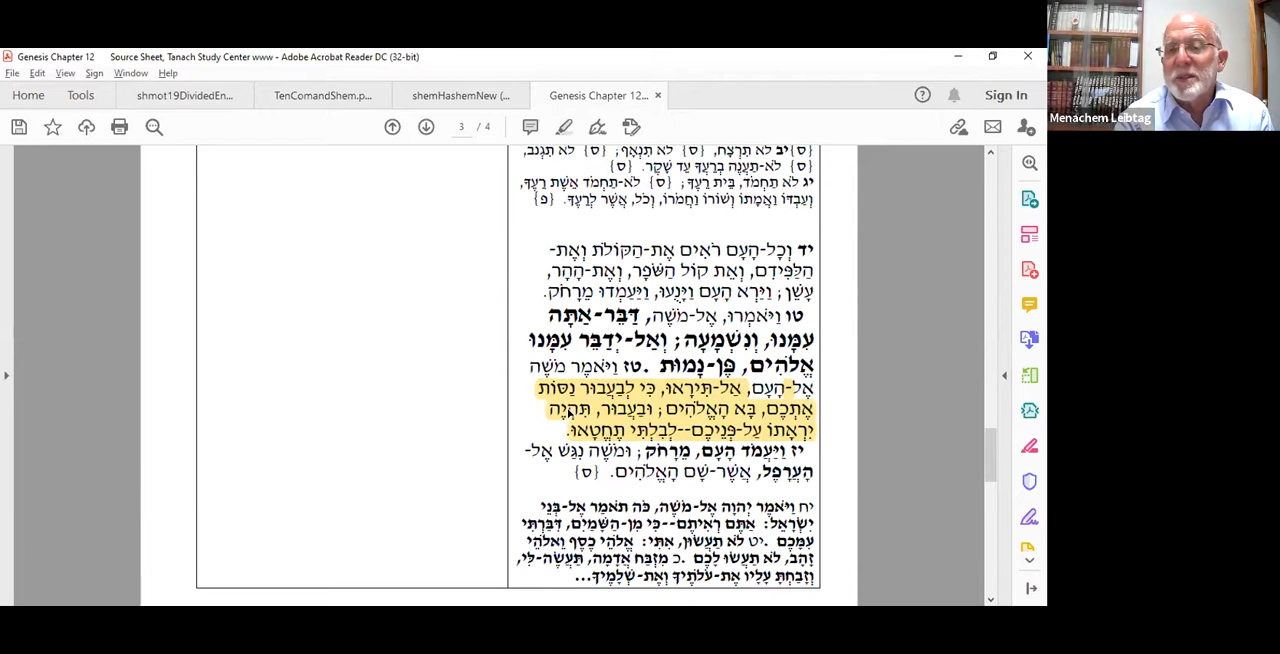 Genesis Chapter 12 Source Sheet, Tanach Study Center www - Adobe Acrobat Reader DC (32-bit)
File Edit View Sign Window Help
Home Tools shmot19DividedEn... TenComandShem.p... shemHashemNew (... Genesis Chapter 12... × Sign In
3 / 4
Menachem Leibtag
{ס} יב לֹא תִרְצָח, {ס} לֹא תִנְאָף; {ס} לֹא תִגְנֹב,
{ס} לֹא-תַעֲנֶה בְרֵעֲךָ עֵד שָׁקֶר. {ס}
יג לֹא תַחְמֹד, בֵּית רֵעֶךָ; {ס} לֹא-תַחְמֹד אֵשֶׁת רֵעֶךָ,
וְעַבְדּוֹ וַאֲמָתוֹ וְשׁוֹרוֹ וַחֲמֹרוֹ, וְכֹל, אֲשֶׁר לְרֵעֶךָ. {פ}
יד וְכָל-הָעָם רֹאִים אֶת-הַקּוֹלֹת וְאֶת-
הַלַּפִּידִם, וְאֵת קוֹל הַשֹּׁפָר, וְאֶת-הָהָר,
עָשֵׁן; וַיַּרְא הָעָם וַיָּנֻעוּ, וַיַּעַמְדוּ מֵרָחֹק.
טו וַיֹּאמְרוּ, אֶל-מֹשֶׁה, דַּבֵּר-אַתָּה
עִמָּנוּ, וְנִשְׁמָעָה; וְאַל-יְדַבֵּר עִמָּנוּ
אֱלֹהִים, פֶּן-נָמוּת. טז וַיֹּאמֶר מֹשֶׁה
אֶל-הָעָם, אַל-תִּירָאוּ, כִּי לְבַעֲבוּר נַסּוֹת
אֶתְכֶם, בָּא הָאֱלֹהִים; וּבַעֲבוּר, תִּהְיֶה
יִרְאָתוֹ עַל-פְּנֵיכֶם--לְבִלְתִּי תֶחֱטָאוּ.
יז וַיַּעֲמֹד הָעָם, מֵרָחֹק; וּמֹשֶׁה נִגַּשׁ אֶל-
הָעֲרָפֶל, אֲשֶׁר-שָׁם הָאֱלֹהִים. {ס}
יח וַיֹּאמֶר יְהוָה אֶל-מֹשֶׁה, כֹּה תֹאמַר אֶל-בְּנֵי
יִשְׂרָאֵל: אַתֶּם רְאִיתֶם--כִּי מִן-הַשָּׁמַיִם, דִּבַּרְתִּי
עִמָּכֶם. יט לֹא תַעֲשׂוּן, אִתִּי: אֱלֹהֵי כֶסֶף וֵאלֹהֵי
זָהָב, לֹא תַעֲשׂוּ לָכֶם. כ מִזְבַּח אֲדָמָה, תַּעֲשֶׂה-לִּי,
וְזָבַחְתָּ עָלָיו אֶת-עֹלֹתֶיךָ וְאֶת-שְׁלָמֶיךָ...